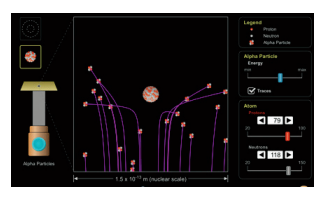 Legend
Proton
Neutron
Alpha Particle
Alpha Particle
Energy
min
max
Traces
Atom
Protons
79
20
100
Neutrons
118
20
150
Alpha Particles
1.5 x 10⁻¹³ m (nuclear scale)